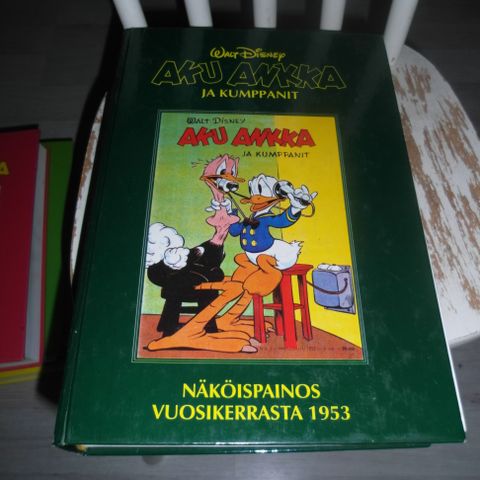 WALT DISNEY
AKU ANKKA
JA KUMPPANIT
WALT DISNEY
AKU ANKKA
JA KUMPPANIT
NÄKÖISPAINOS
VUOSIKERRASTA 1953